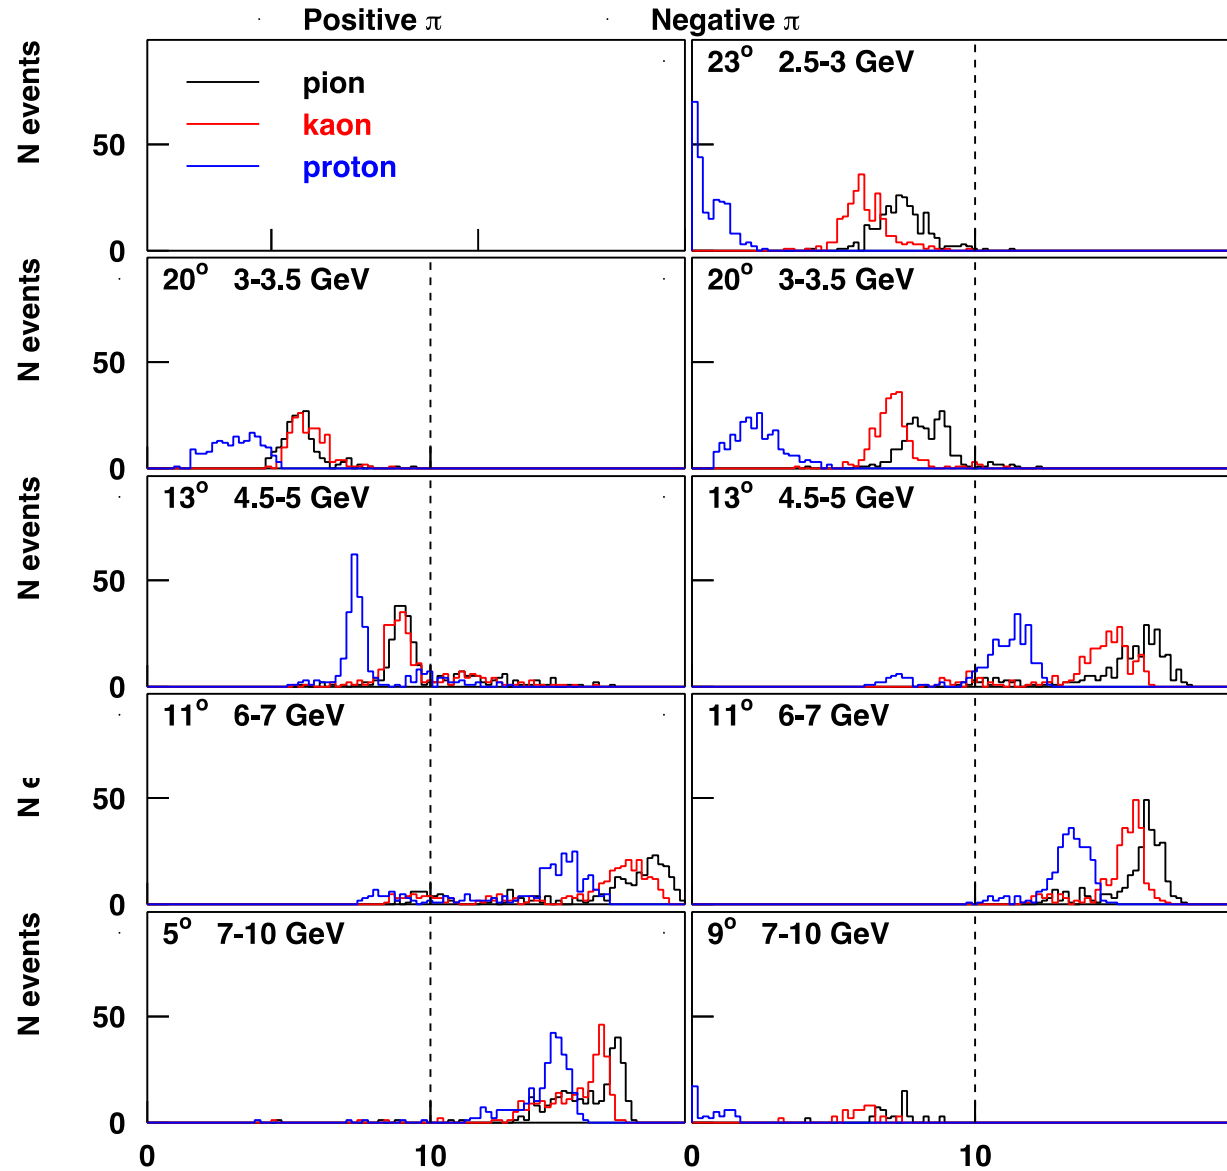 Positive π Negative π
N events
50
0
pion
kaon
proton
23° 2.5-3 GeV
N events
50
0
20° 3-3.5 GeV
20° 3-3.5 GeV
N events
50
0
13° 4.5-5 GeV
13° 4.5-5 GeV
N e
50
0
11° 6-7 GeV
11° 6-7 GeV
N events
50
0
5° 7-10 GeV
9° 7-10 GeV
0 10 0 10